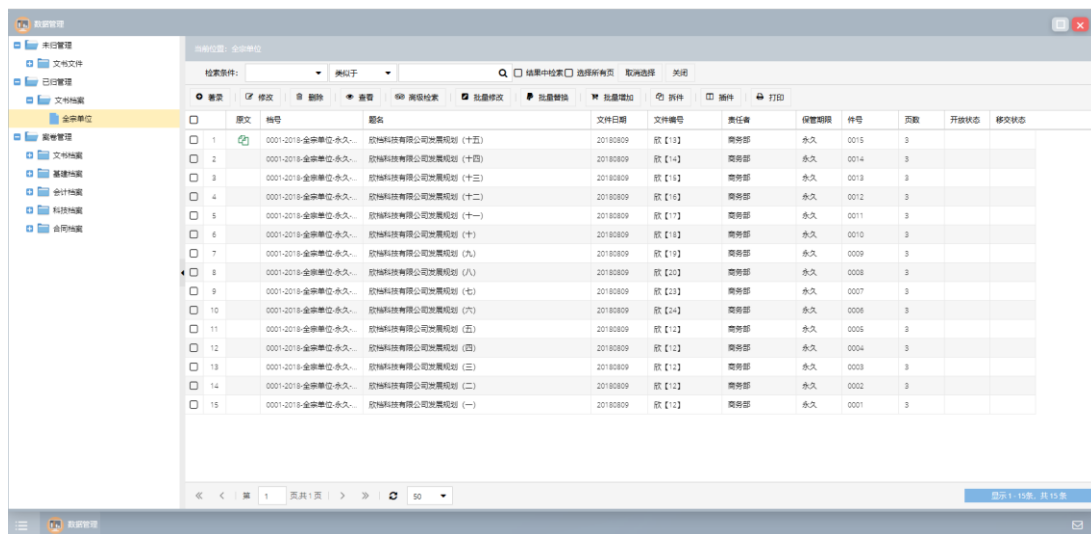 数据管理
未归管理
文书文件
已归管理
文书档案
全宗单位
案卷管理
文书档案
基建档案
会计档案
科技档案
合同档案
当前位置：全宗单位
检索条件： 类似于 结果中检索 选择所有页 取消选择 关闭
著录 修改 删除 查看 高级检索 批量修改 批量替换 批量增加 拆件 插件 打印
原文 档号 题名 文件日期 文件编号 责任者 保管期限 件号 页数 开放状态 移交状态
1 0001-2018-全宗单位-永久-... 欣档科技有限公司发展规划（十五） 20180809 欣【13】 商务部 永久 0015 3
2 0001-2018-全宗单位-永久-... 欣档科技有限公司发展规划（十四） 20180809 欣【14】 商务部 永久 0014 3
3 0001-2018-全宗单位-永久-... 欣档科技有限公司发展规划（十三） 20180809 欣【15】 商务部 永久 0013 3
4 0001-2018-全宗单位-永久-... 欣档科技有限公司发展规划（十二） 20180809 欣【16】 商务部 永久 0012 3
5 0001-2018-全宗单位-永久-... 欣档科技有限公司发展规划（十一） 20180809 欣【17】 商务部 永久 0011 3
6 0001-2018-全宗单位-永久-... 欣档科技有限公司发展规划（十） 20180809 欣【18】 商务部 永久 0010 3
7 0001-2018-全宗单位-永久-... 欣档科技有限公司发展规划（九） 20180809 欣【19】 商务部 永久 0009 3
8 0001-2018-全宗单位-永久-... 欣档科技有限公司发展规划（八） 20180809 欣【20】 商务部 永久 0008 3
9 0001-2018-全宗单位-永久-... 欣档科技有限公司发展规划（七） 20180809 欣【23】 商务部 永久 0007 3
10 0001-2018-全宗单位-永久-... 欣档科技有限公司发展规划（六） 20180809 欣【24】 商务部 永久 0006 3
11 0001-2018-全宗单位-永久-... 欣档科技有限公司发展规划（五） 20180809 欣【12】 商务部 永久 0005 3
12 0001-2018-全宗单位-永久-... 欣档科技有限公司发展规划（四） 20180809 欣【12】 商务部 永久 0004 3
13 0001-2018-全宗单位-永久-... 欣档科技有限公司发展规划（三） 20180809 欣【12】 商务部 永久 0003 3
14 0001-2018-全宗单位-永久-... 欣档科技有限公司发展规划（二） 20180809 欣【12】 商务部 永久 0002 3
15 0001-2018-全宗单位-永久-... 欣档科技有限公司发展规划（一） 20180809 欣【12】 商务部 永久 0001 3
第 1 页,共1页 50
显示1 - 15条，共 15 条
数据管理